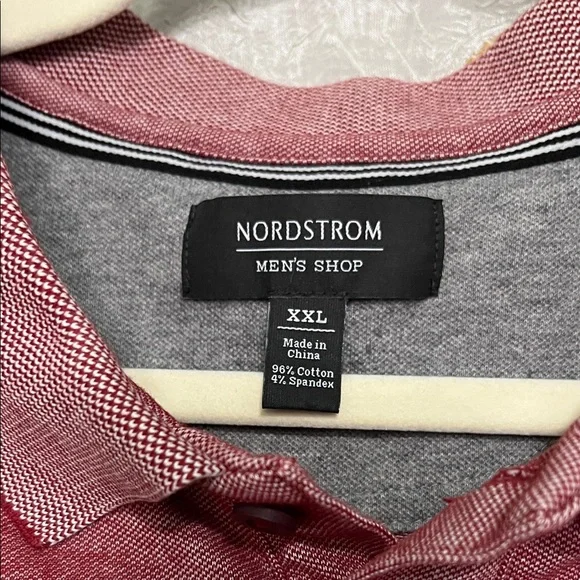 NORDSTROM
MEN'S SHOP
XXL
Made in
China
96% Cotton
4% Spandex